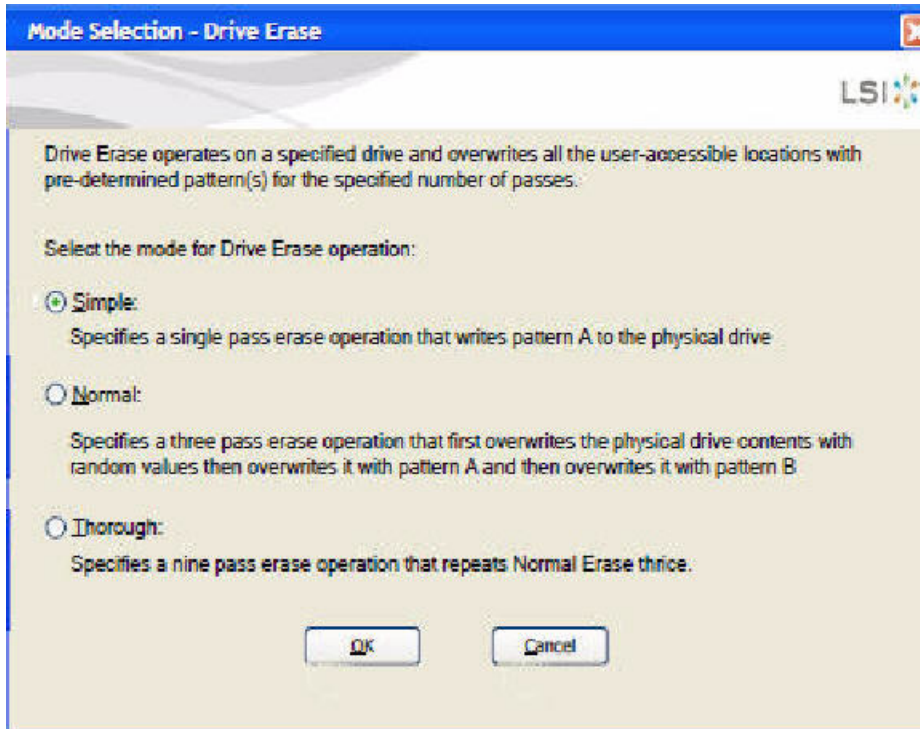 Mode Selection - Drive Erase
LSI
Drive Erase operates on a specified drive and overwrites all the user-accessible locations with
pre-determined pattern(s) for the specified number of passes.
Select the mode for Drive Erase operation:
Simple:
Specifies a single pass erase operation that writes pattern A to the physical drive
Normal:
Specifies a three pass erase operation that first overwrites the physical drive contents with
random values then overwrites it with pattern A and then overwrites it with pattern B
Thorough:
Specifies a nine pass erase operation that repeats Normal Erase thrice.
OK
Cancel